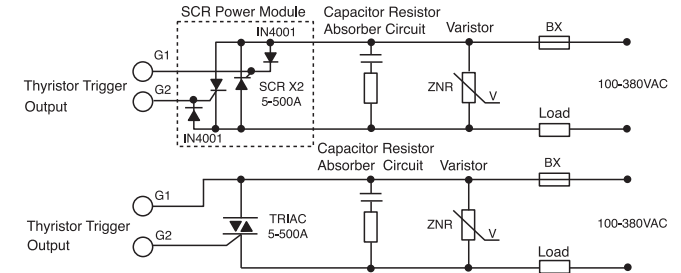 SCR Power Module
Capacitor Resistor
Absorber Circuit
Varistor
BX
IN4001
G1
Thyristor Trigger
Output
G2
SCR X2
5-500A
ZNR
V
100-380VAC
Load
IN4001
Capacitor Resistor
Absorber Circuit
Varistor
BX
G1
Thyristor Trigger
Output
G2
TRIAC
5-500A
ZNR
V
100-380VAC
Load